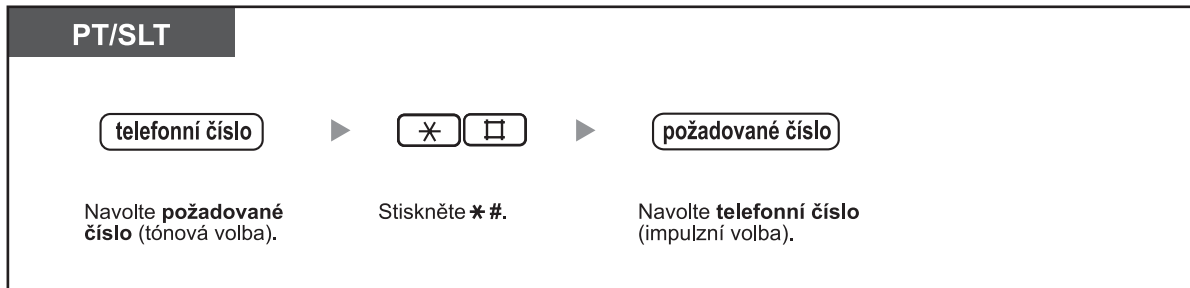 PT/SLT
telefonní číslo
* #
požadované číslo
Navolte požadované
číslo (tónová volba).
Stiskněte * #.
Navolte telefonní číslo
(impulzní volba).